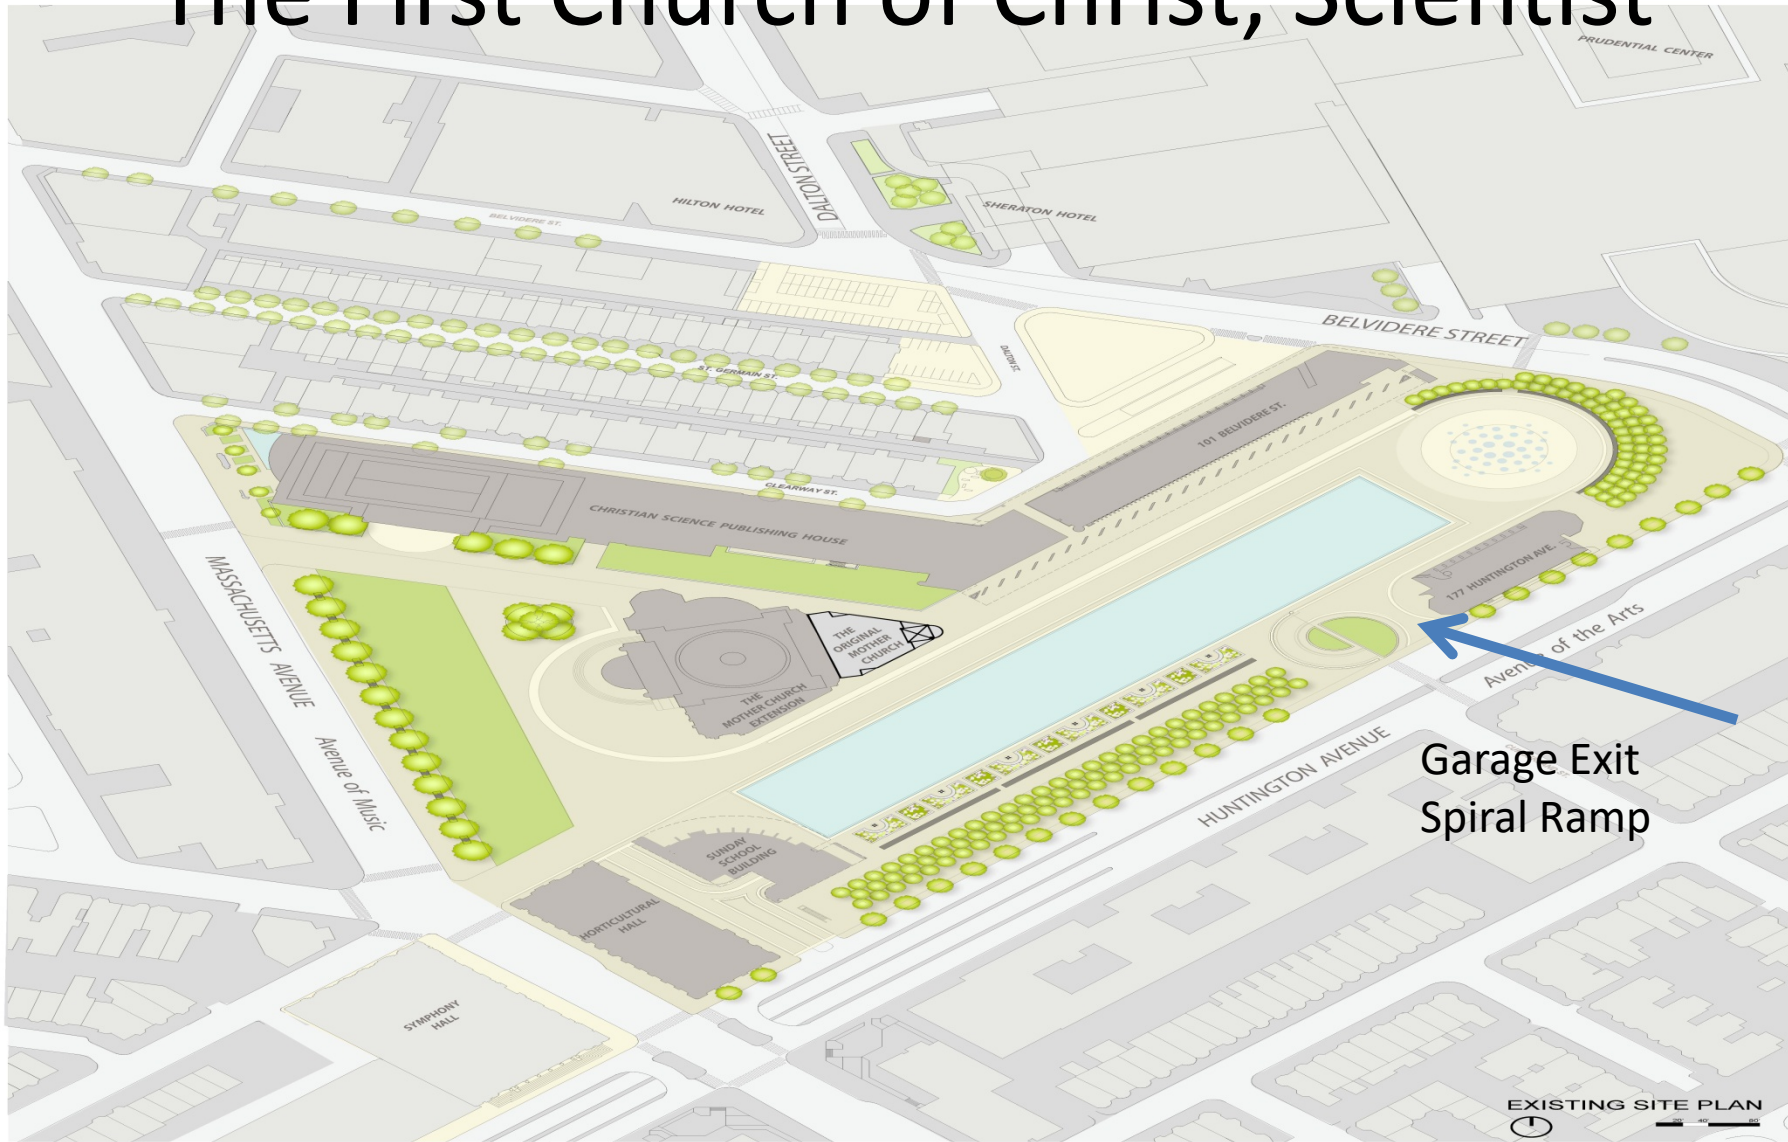 The First Church of Christ, Scientist
PRUDENTIAL CENTER
DALTON STREET
HILTON HOTEL
SHERATON HOTEL
BELVIDERE ST.
BELVIDERE STREET
DALTON ST.
ST. GERMAIN ST.
101 BELVIDERE ST.
CLEARWAY ST.
CHRISTIAN SCIENCE PUBLISHING HOUSE
177 HUNTINGTON AVE.
MASSACHUSETTS AVENUE
Avenue of Music
THE
ORIGINAL
MOTHER
CHURCH
THE
MOTHER CHURCH
EXTENSION
Avenue of the Arts
HUNTINGTON AVENUE
Garage Exit
Spiral Ramp
SUNDAY
SCHOOL
BUILDING
HORTICULTURAL
HALL
SYMPHONY
HALL
EXISTING SITE PLAN
20' 40' 80'